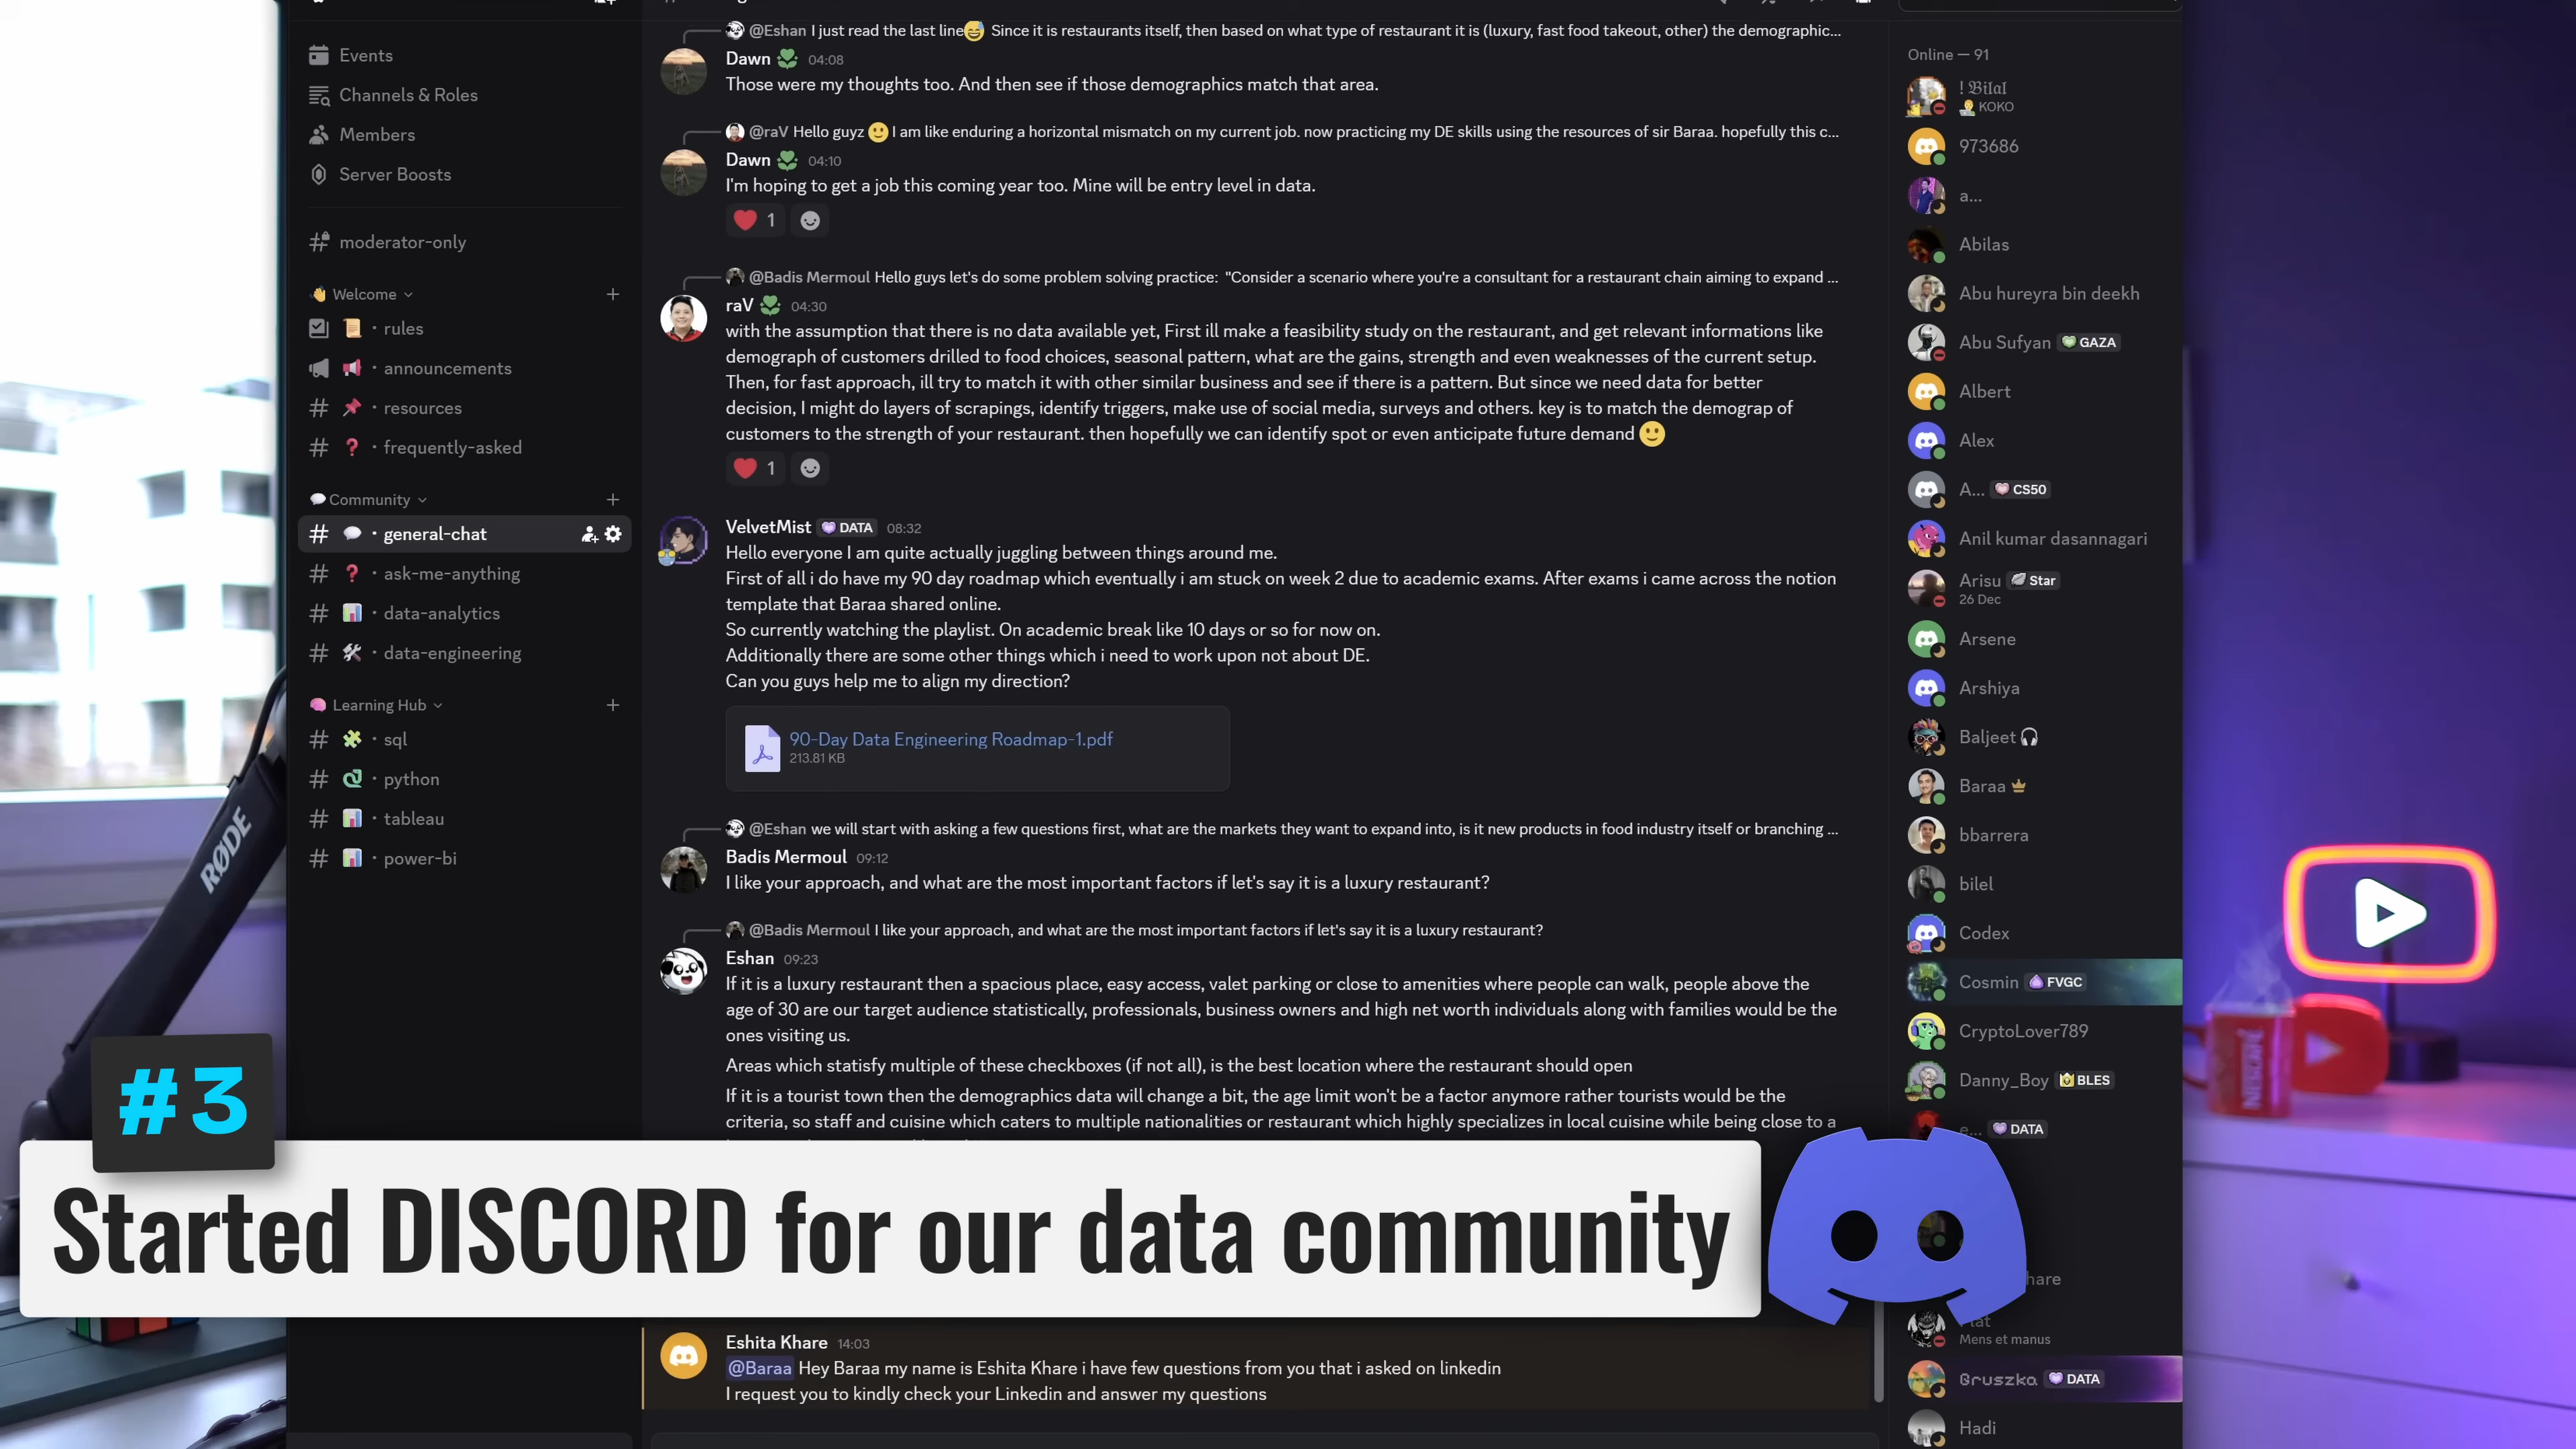 Events
Channels & Roles
Members
Server Boosts
moderator-only
Welcome
rules
announcements
resources
frequently-asked
Community
general-chat
ask-me-anything
data-analytics
data-engineering
Learning Hub
sql
python
tableau
power-bi
@Eshan I just read the last line😅 Since it is restaurants itself, then based on what type of restaurant it is (luxury, fast food takeout, other) the demographic...
Dawn 04:08
Those were my thoughts too. And then see if those demographics match that area.
@raV Hello guyz 🙂 I am like enduring a horizontal mismatch on my current job. now practicing my DE skills using the resources of sir Baraa. hopefully this c...
Dawn 04:10
I'm hoping to get a job this coming year too. Mine will be entry level in data.
❤️ 1
@Badis Mermoul Hello guys let's do some problem solving practice: "Consider a scenario where you're a consultant for a restaurant chain aiming to expand ...
raV 04:30
with the assumption that there is no data available yet, First ill make a feasibility study on the restaurant, and get relevant informations like
demograph of customers drilled to food choices, seasonal pattern, what are the gains, strength and even weaknesses of the current setup.
Then, for fast approach, ill try to match it with other similar business and see if there is a pattern. But since we need data for better
decision, I might do layers of scrapings, identify triggers, make use of social media, surveys and others. key is to match the demograp of
customers to the strength of your restaurant. then hopefully we can identify spot or even anticipate future demand 🙂
❤️ 1
VelvetMist DATA 08:32
Hello everyone I am quite actually juggling between things around me.
First of all i do have my 90 day roadmap which eventually i am stuck on week 2 due to academic exams. After exams i came across the notion
template that Baraa shared online.
So currently watching the playlist. On academic break like 10 days or so for now on.
Additionally there are some other things which i need to work upon not about DE.
Can you guys help me to align my direction?
90-Day Data Engineering Roadmap-1.pdf
213.81 KB
@Eshan we will start with asking a few questions first, what are the markets they want to expand into, is it new products in food industry itself or branching ...
Badis Mermoul 09:12
I like your approach, and what are the most important factors if let's say it is a luxury restaurant?
@Badis Mermoul I like your approach, and what are the most important factors if let's say it is a luxury restaurant?
Eshan 09:23
If it is a luxury restaurant then a spacious place, easy access, valet parking or close to amenities where people can walk, people above the
age of 30 are our target audience statistically, professionals, business owners and high net worth individuals along with families would be the
ones visiting us.
Areas which statisfy multiple of these checkboxes (if not all), is the best location where the restaurant should open
If it is a tourist town then the demographics data will change a bit, the age limit won't be a factor anymore rather tourists would be the
criteria, so staff and cuisine which caters to multiple nationalities or restaurant which highly specializes in local cuisine while being close to a
Eshita Khare 14:03
@Baraa Hey Baraa my name is Eshita Khare i have few questions from you that i asked on linkedin
I request you to kindly check your Linkedin and answer my questions
Online — 91
! 𝔅𝔦𝔩𝔞𝔩
KOKO
973686
a...
Abilas
Abu hureyra bin deekh
Abu Sufyan GAZA
Albert
Alex
A... CS50
Anil kumar dasannagari
Arisu Star
26 Dec
Arsene
Arshiya
Baljeet
Baraa
bbarrera
bilel
Codex
Cosmin FVGC
CryptoLover789
Danny_Boy BLES
e... DATA
hare
Mens et manus
Gruszka DATA
Hadi
RØDE
#3
Started DISCORD for our data community